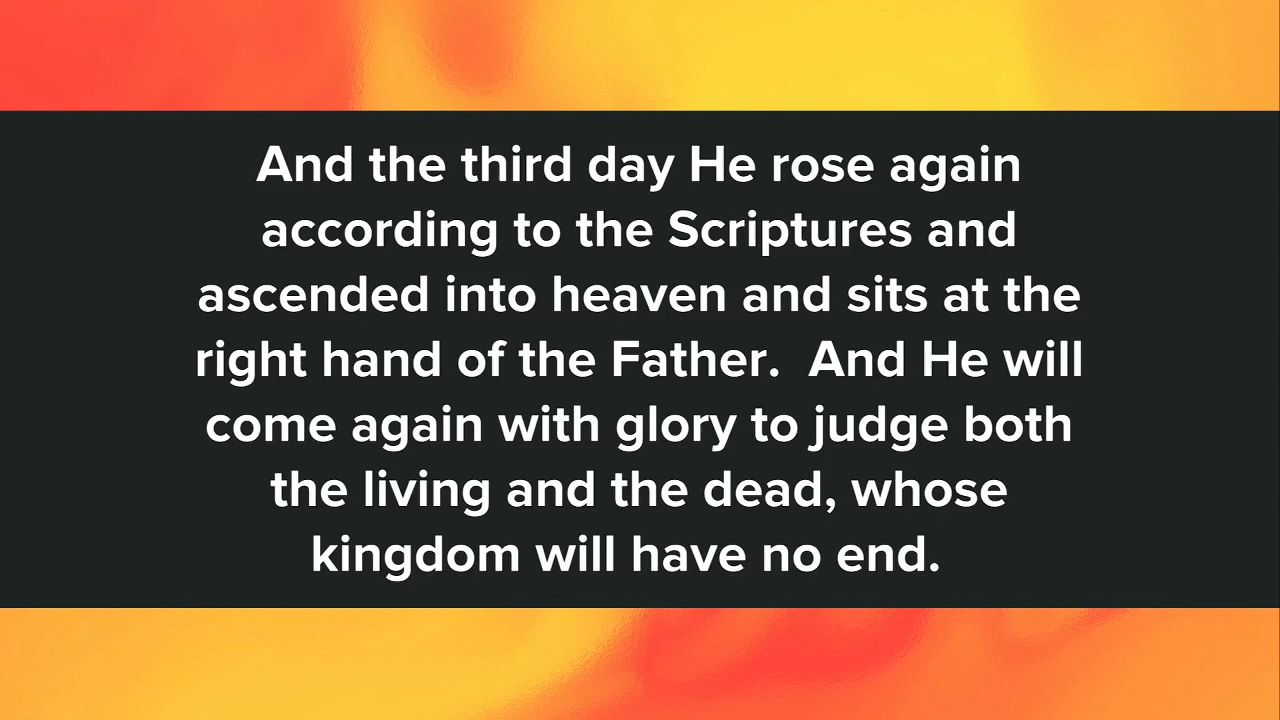 And the third day He rose again
according to the Scriptures and
ascended into heaven and sits at the
right hand of the Father.  And He will
come again with glory to judge both
the living and the dead, whose
kingdom will have no end.